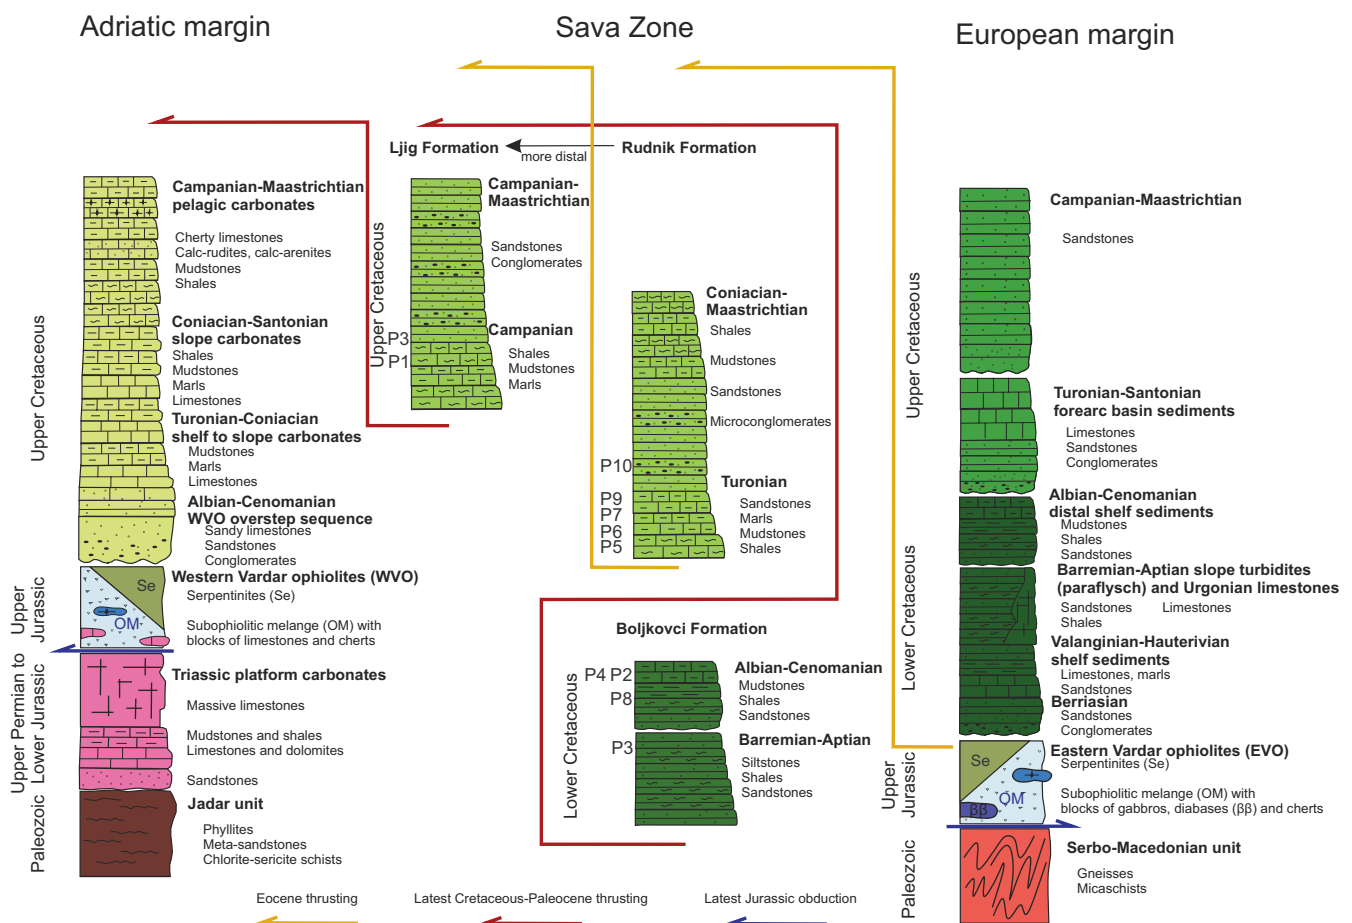 Adriatic margin
Sava Zone
European margin
Upper Cretaceous
Campanian-Maastrichtian
pelagic carbonates
Cherty limestones
Calc-rudites, calc-arenites
Mudstones
Shales
Coniacian-Santonian
slope carbonates
Shales
Mudstones
Marls
Limestones
Turonian-Coniacian
shelf to slope carbonates
Mudstones
Marls
Limestones
Albian-Cenomanian
WVO overstep sequence
Sandy limestones
Sandstones
Conglomerates
Upper
Jurassic
Se
OM
Western Vardar ophiolites (WVO)
Serpentinites (Se)
Subophiolitic melange (OM) with
blocks of limestones and cherts
Upper Permian to
Lower Jurassic
Triassic platform carbonates
Massive limestones
Mudstones and shales
Limestones and dolomites
Sandstones
Paleozoic
Jadar unit
Phyllites
Meta-sandstones
Chlorite-sericite schists
Ljig Formation
more distal
Rudnik Formation
Upper Cretaceous
Campanian-
Maastrichtian
Sandstones
Conglomerates
Campanian
P3
P1
Shales
Mudstones
Marls
Coniacian-
Maastrichtian
Shales
Mudstones
Sandstones
Microconglomerates
P10
Turonian
P9
P7
P6
P5
Sandstones
Marls
Mudstones
Shales
Boljkovci Formation
Lower Cretaceous
Albian-Cenomanian
P4 P2
P8
Mudstones
Shales
Sandstones
Barremian-Aptian
P3
Siltstones
Shales
Sandstones
Upper Cretaceous
Campanian-Maastrichtian
Sandstones
Turonian-Santonian
forearc basin sediments
Limestones
Sandstones
Conglomerates
Lower Cretaceous
Albian-Cenomanian
distal shelf sediments
Mudstones
Shales
Sandstones
Barremian-Aptian slope turbidites
(paraflysch) and Urgonian limestones
Sandstones Limestones
Shales
Valanginian-Hauterivian
shelf sediments
Limestones, marls
Sandstones
Berriasian
Sandstones
Conglomerates
Upper
Jurassic
Se
OM
ββ
Eastern Vardar ophiolites (EVO)
Serpentinites (Se)
Subophiolitic melange (OM) with
blocks of gabbros, diabases (ββ) and cherts
Paleozoic
Serbo-Macedonian unit
Gneisses
Micaschists
Eocene thrusting
Latest Cretaceous-Paleocene thrusting
Latest Jurassic obduction